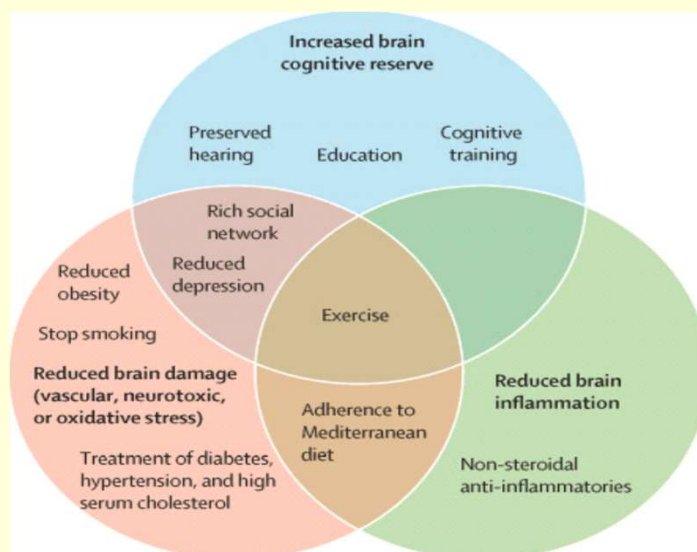 Increased brain
cognitive reserve
Preserved
hearing
Education
Cognitive
training
Rich social
network
Reduced
depression
Reduced
obesity
Stop smoking
Exercise
Reduced brain damage
(vascular, neurotoxic,
or oxidative stress)
Reduced brain
inflammation
Adherence to
Mediterranean
diet
Treatment of diabetes,
hypertension, and high
serum cholesterol
Non-steroidal
anti-inflammatories